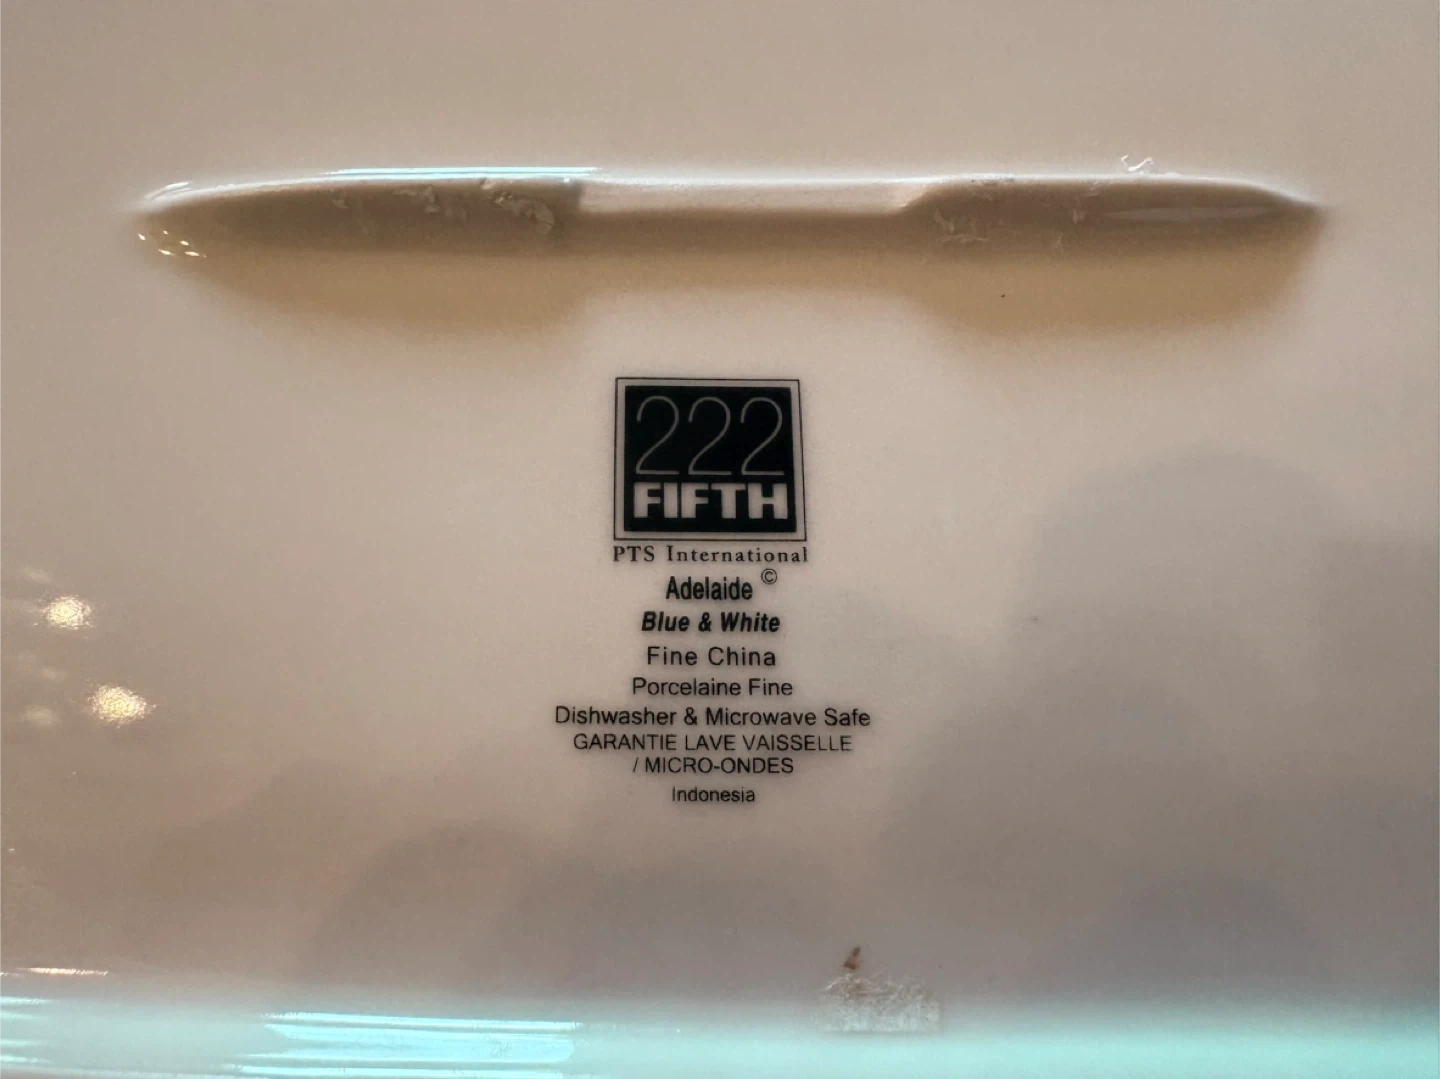 222
FIFTH
PTS International
Adelaide ©
Blue & White
Fine China
Porcelaine Fine
Dishwasher & Microwave Safe
GARANTIE LAVE VAISSELLE
/ MICRO-ONDES
Indonesia